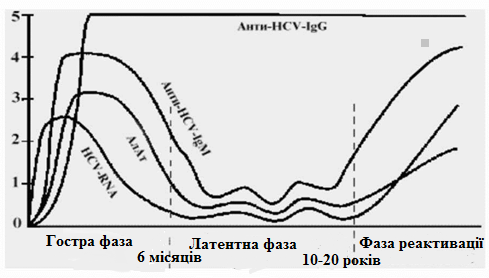 5
4
3
2
1
0
Анти-HCV-IgG
Анти-HCV-IgM
АлАт
HCV-RNA
Гостра фаза
6 місяців
Латентна фаза
10-20 років
Фаза реактивації